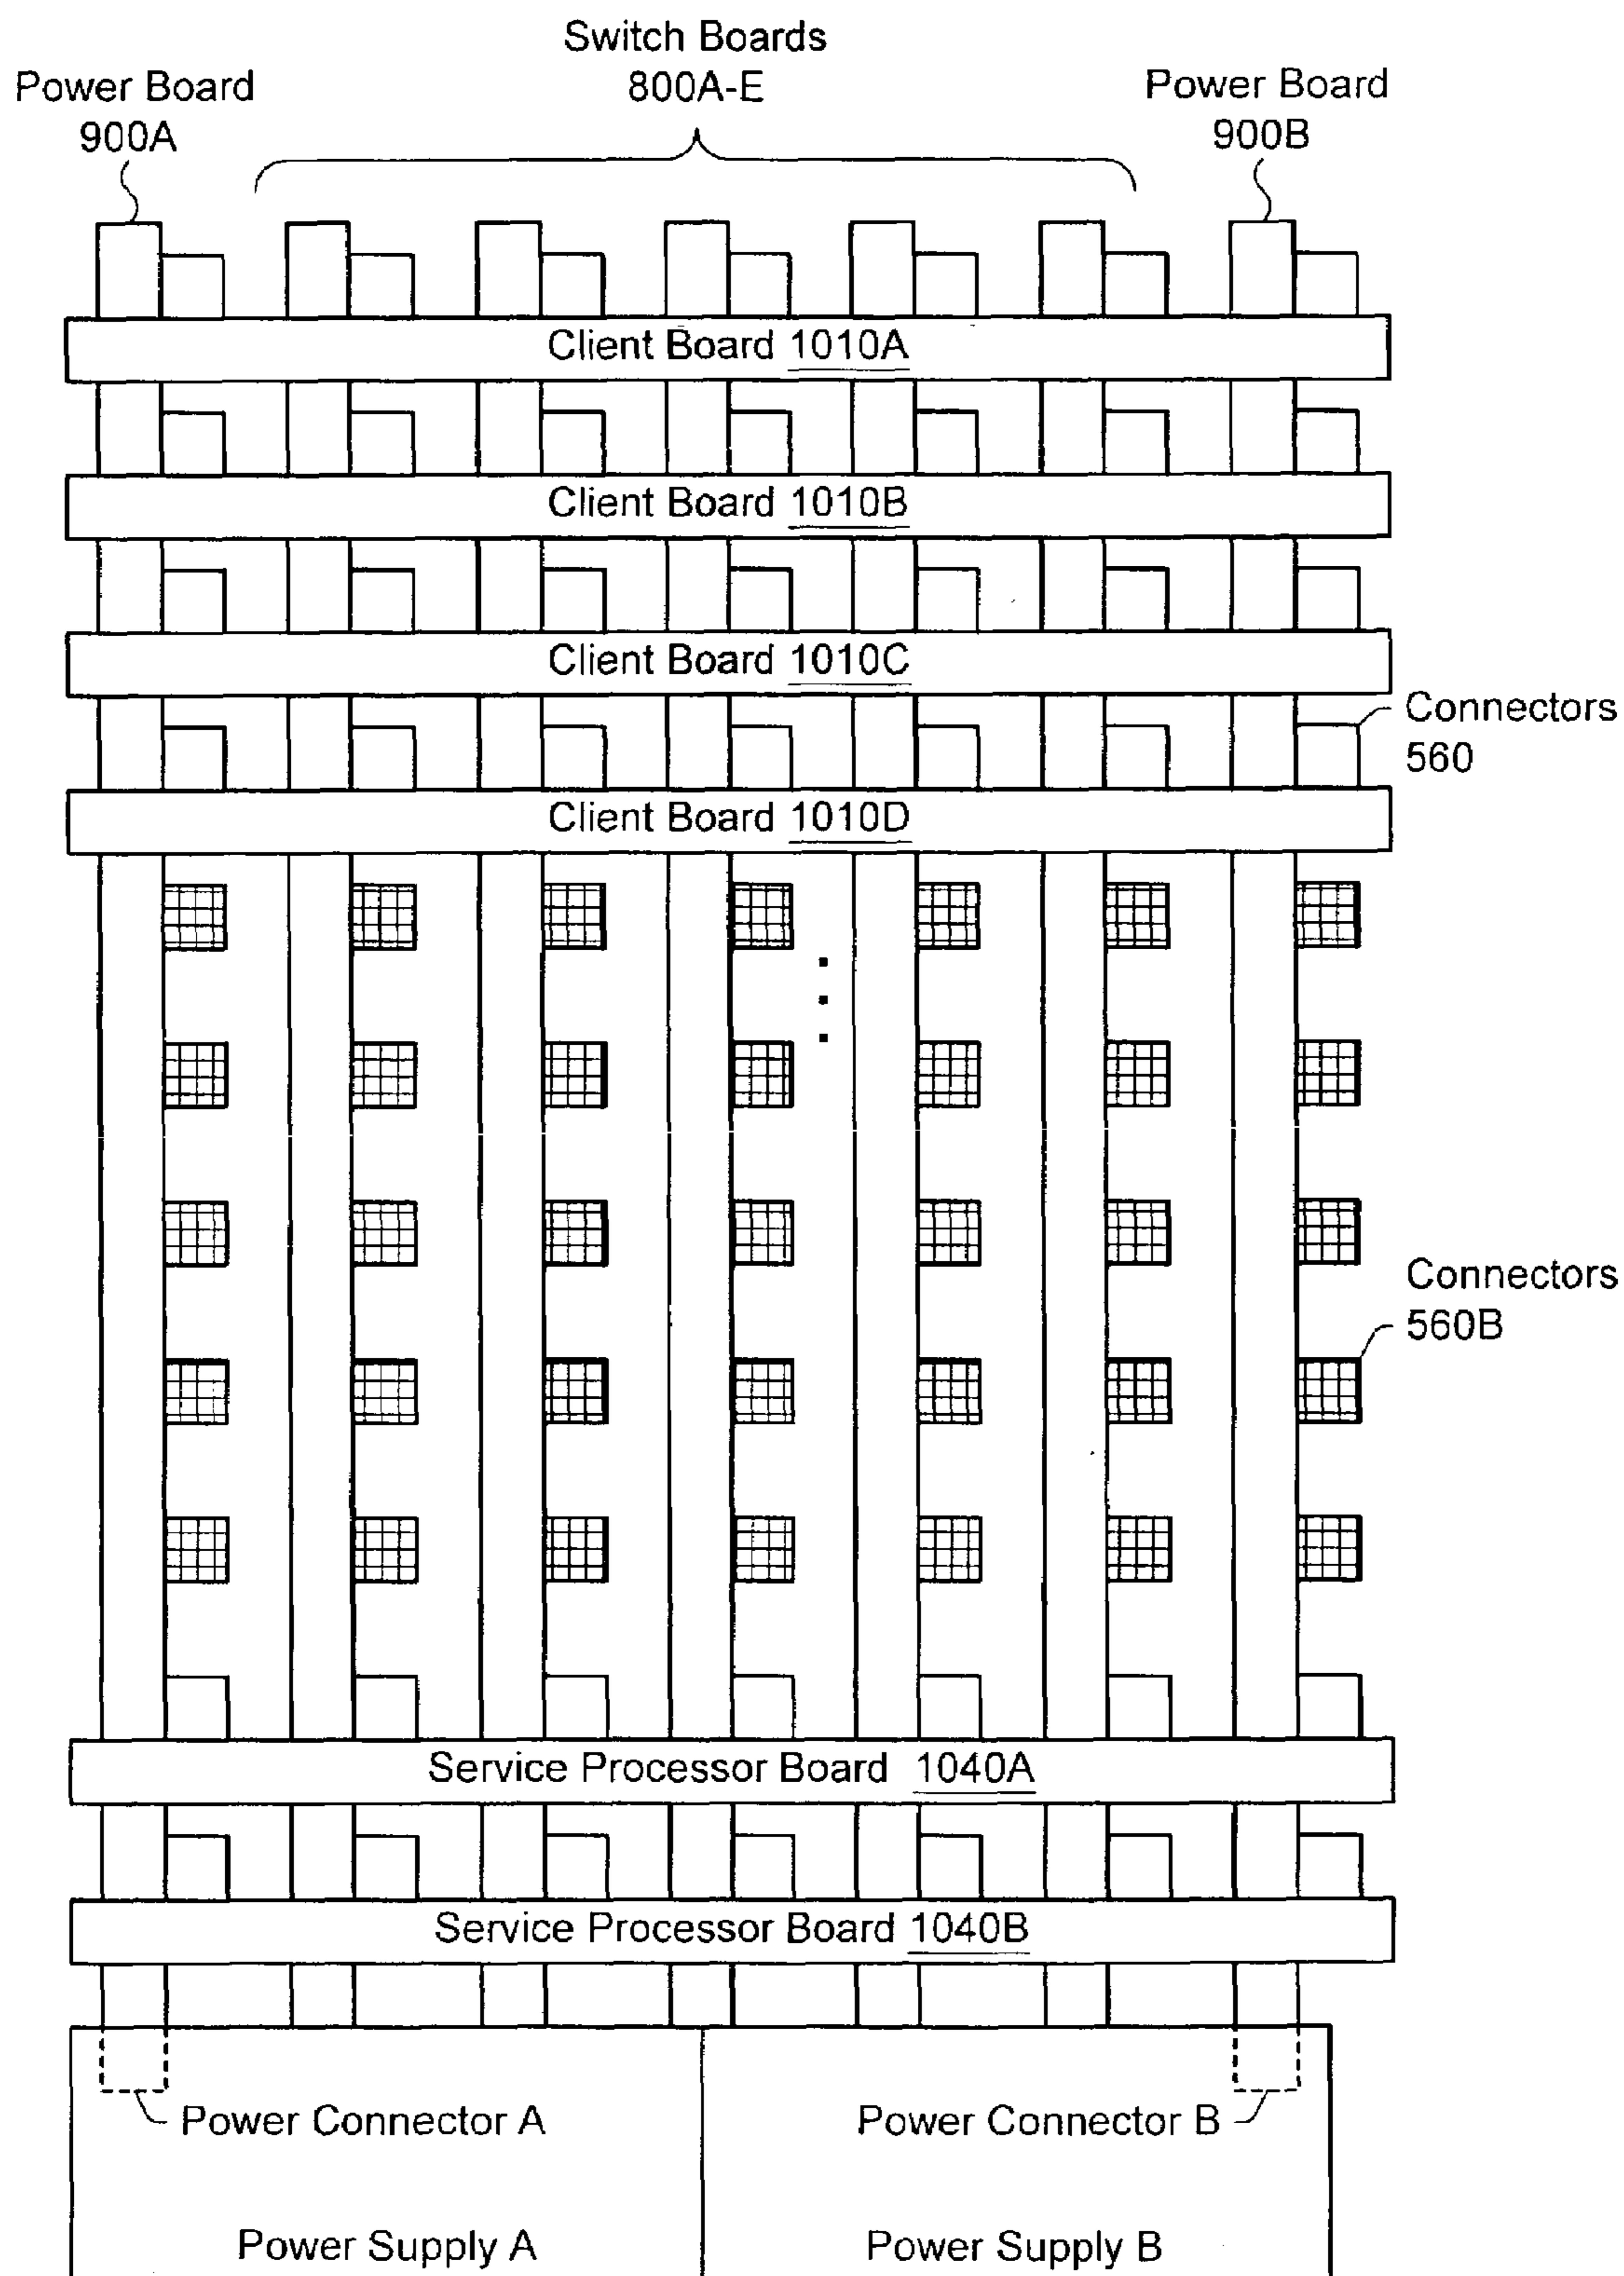 Switch Boards
800A-E
Power Board
900A
Power Board
900B
Client Board 1010A
Client Board 1010B
Client Board 1010C
Connectors
560
Client Board 1010D
Connectors
560B
Service Processor Board 1040A
Service Processor Board 1040B
Power Connector A
Power Connector B
Power Supply A
Power Supply B